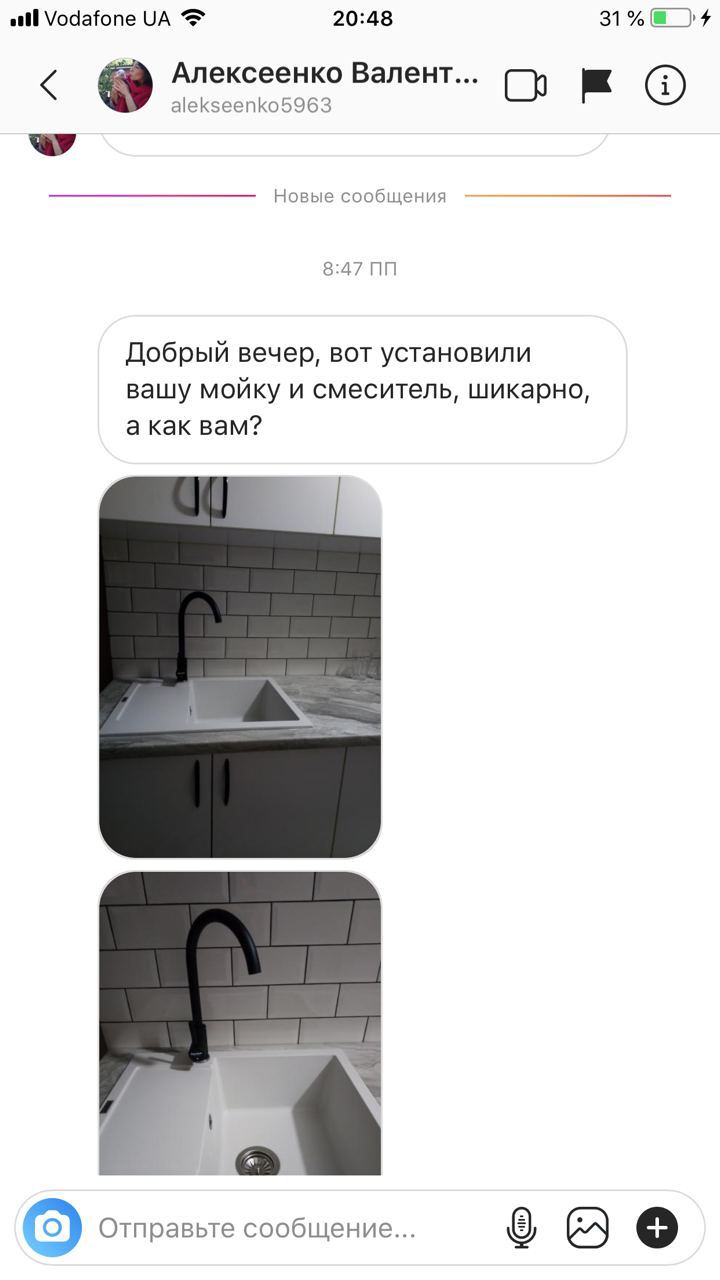 Vodafone UA 20:48 31 %
Алексеенко Валент...
alekseenko5963
Новые сообщения
8:47 ПП
Добрый вечер, вот установили
вашу мойку и смеситель, шикарно,
а как вам?
Отправьте сообщение...